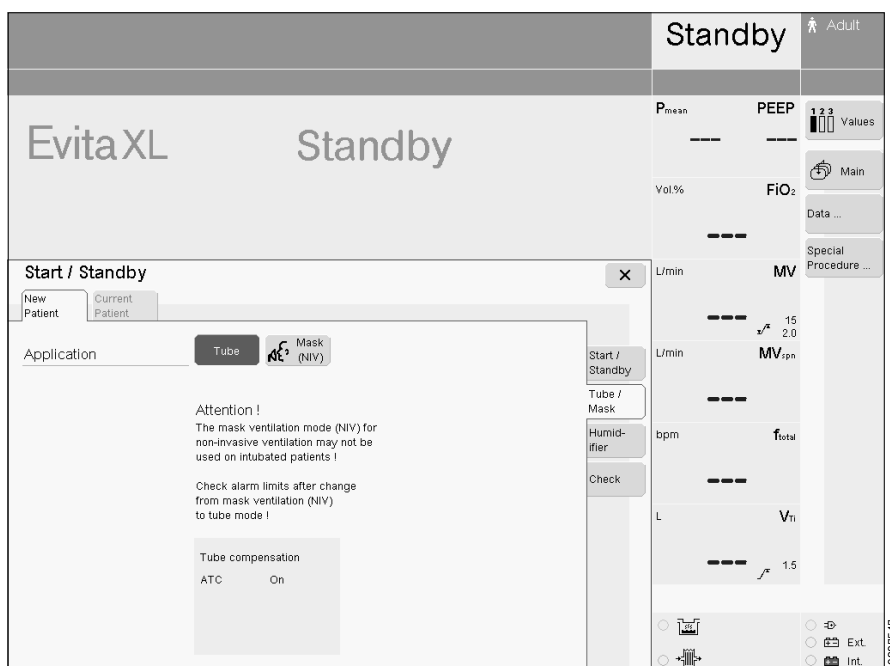 Standby
Adult
Evita XL
Standby
Pmean PEEP
--- ---
Vol.% FiO2
---
L/min MV
--- 15
2.0
L/min MVspn
---
bpm ftotal
---
L VTi
--- 1.5
1 2 3
Values
Main
Data ...
Special
Procedure ...
Start / Standby
New
Patient
Current
Patient
Application
Tube
Mask
(NIV)
Attention !
The mask ventilation mode (NIV) for
non-invasive ventilation may not be
used on intubated patients !
Check alarm limits after change
from mask ventilation (NIV)
to tube mode !
Tube compensation
ATC On
Start /
Standby
Tube /
Mask
Humid-
ifier
Check
Ext.
Int.